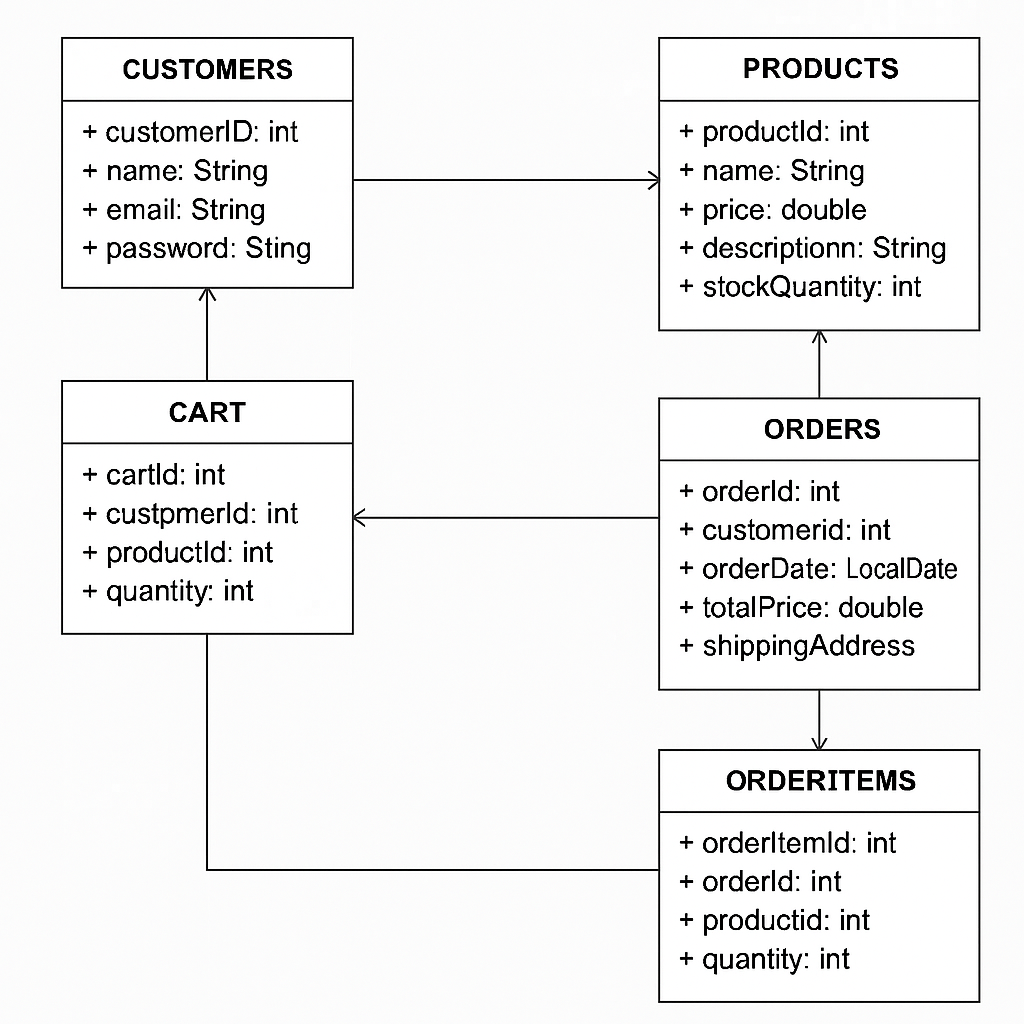 CUSTOMERS
+ customerID: int
+ name: String
+ email: String
+ password: Sting
PRODUCTS
+ productId: int
+ name: String
+ price: double
+ descriptionn: String
+ stockQuantity: int
CART
+ cartId: int
+ custpmerId: int
+ productId: int
+ quantity: int
ORDERS
+ orderId: int
+ customerid: int
+ orderDate: LocalDate
+ totalPrice: double
+ shippingAddress
ORDERITEMS
+ orderItemId: int
+ orderId: int
+ productid: int
+ quantity: int